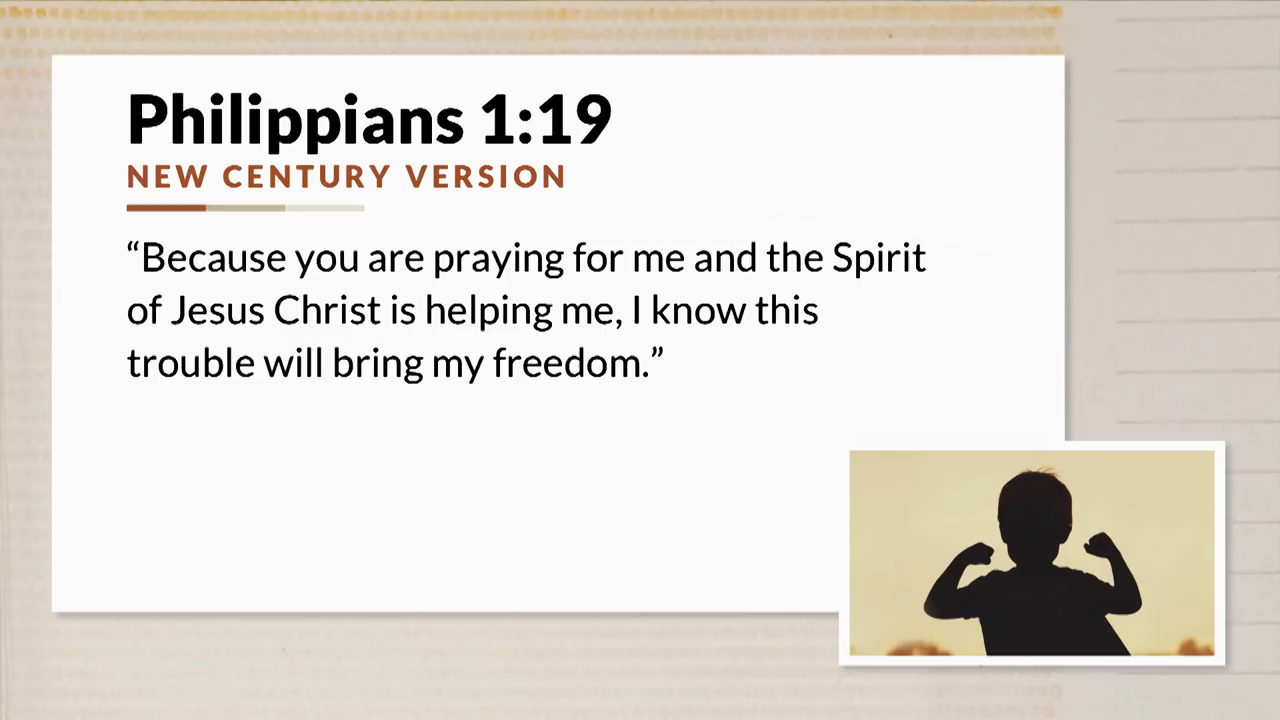 Philippians 1:19
NEW CENTURY VERSION
“Because you are praying for me and the Spirit
of Jesus Christ is helping me, I know this
trouble will bring my freedom.”